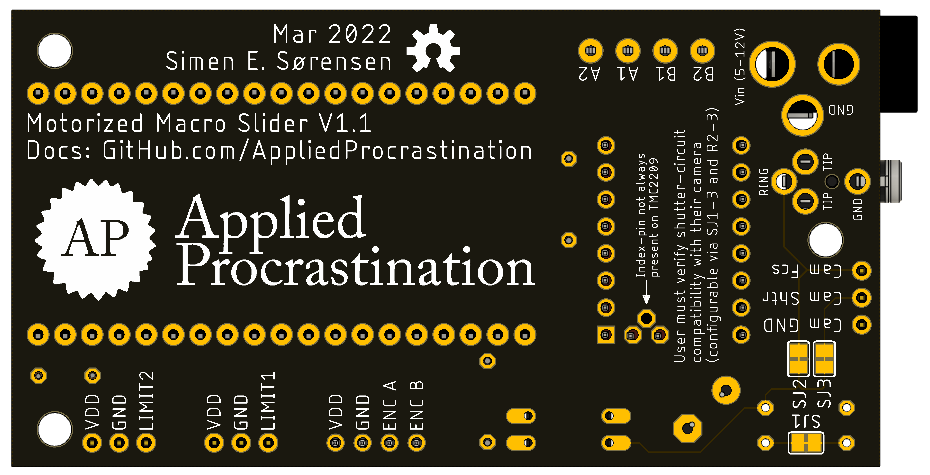 Mar 2022
Simen E. Sørensen
Motorized Macro Slider V1.1
Docs: GitHub.com/AppliedProcrastination
AP
Applied
Procrastination
A2
A1
B1
B2
Vin (5-12V)
GND
RING
TIP
TIP
GND
Index-pin not always
present on TMC2209
User must verify shutter-circuit
compatibility with their camera
(configurable via SJ1-3 and R2-3)
Cam Fcs
Cam Shtr
Cam GND
SJ2
SJ3
SJ1
VDD
GND
LIMIT2
VDD
GND
LIMIT1
VDD
GND
ENC A
ENC B